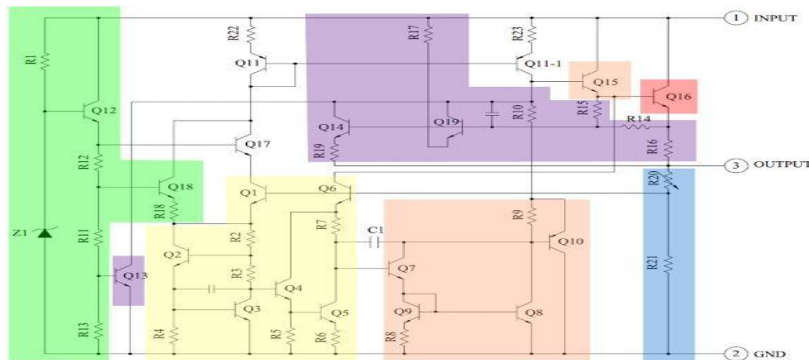 1 INPUT
R22
R17
R23
R1
Q11
Q11-1
Q15
Q12
R10
R15
Q16
Q14
Q19
R14
Q17
R19
R16
R12
3 OUTPUT
Q18
Q1
Q6
R20
R18
R7
R9
C1
Z1
R11
R2
Q10
Q2
R21
Q13
R3
Q4
Q7
R13
R4
Q3
R5
Q5
R6
Q9
R8
Q8
2 GND